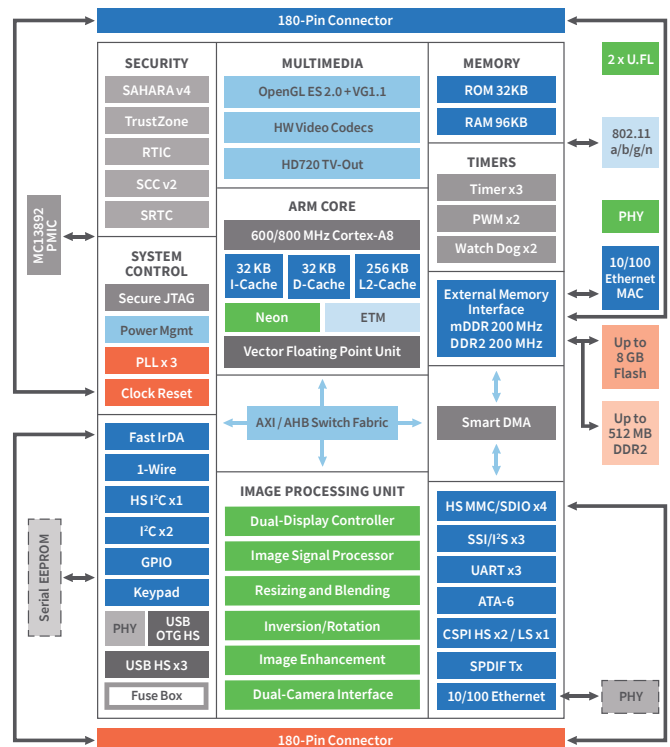 180-Pin Connector
SECURITY
SAHARA v4
TrustZone
RTIC
SCC v2
SRTC
SYSTEM
CONTROL
Secure JTAG
Power Mgmt
PLL x 3
Clock Reset
Fast IrDA
1-Wire
HS I²C x1
I²C x2
GPIO
Keypad
PHY
USB
OTG HS
USB HS x3
Fuse Box
MC13892
PMIC
Serial EEPROM
MULTIMEDIA
OpenGL ES 2.0 + VG1.1
HW Video Codecs
HD720 TV-Out
ARM CORE
600/800 MHz Cortex-A8
32 KB
I-Cache
32 KB
D-Cache
256 KB
L2-Cache
Neon
ETM
Vector Floating Point Unit
AXI / AHB Switch Fabric
IMAGE PROCESSING UNIT
Dual-Display Controller
Image Signal Processor
Resizing and Blending
Inversion/Rotation
Image Enhancement
Dual-Camera Interface
MEMORY
ROM 32KB
RAM 96KB
TIMERS
Timer x3
PWM x2
Watch Dog x2
External Memory
Interface
mDDR 200 MHz
DDR2 200 MHz
Smart DMA
HS MMC/SDIO x4
SSI/I²S x3
UART x3
ATA-6
CSPI HS x2 / LS x1
SPDIF Tx
10/100 Ethernet
2 x U.FL
802.11
a/b/g/n
PHY
10/100
Ethernet
MAC
Up to
8 GB
Flash
Up to
512 MB
DDR2
PHY
180-Pin Connector